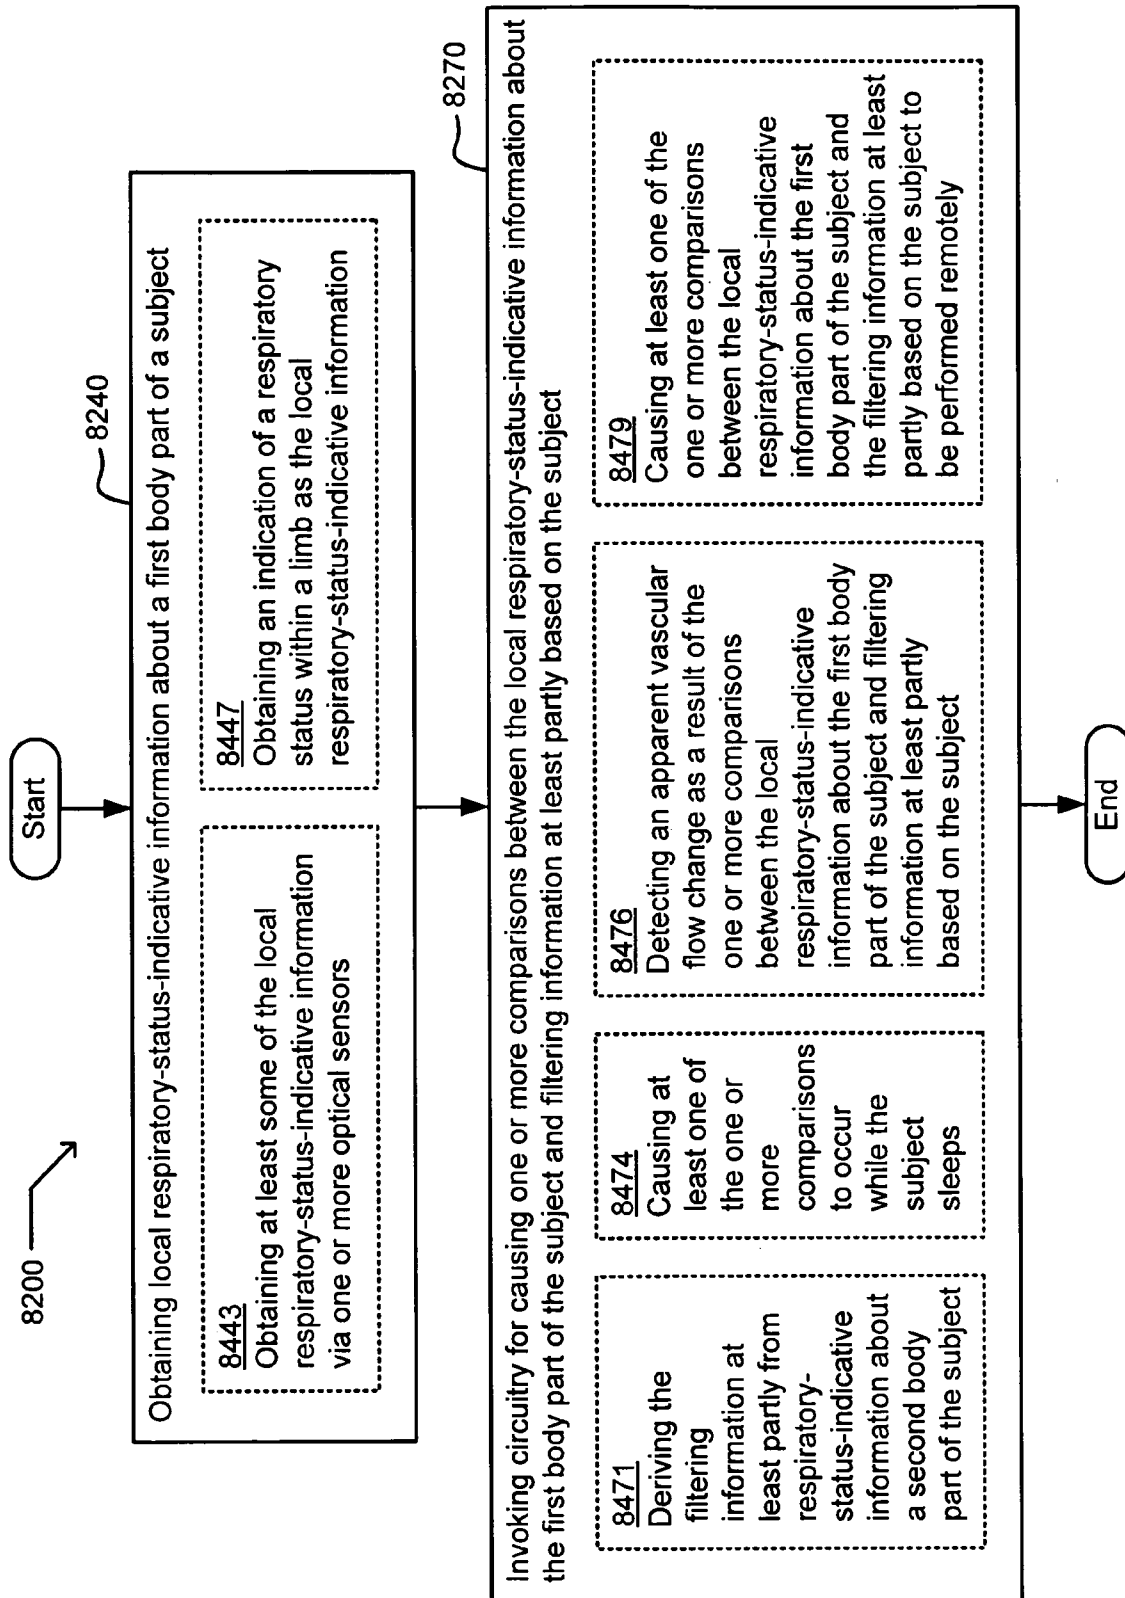 8200
Start
8240
Obtaining local respiratory-status-indicative information about a first body part of a subject
8443
Obtaining at least some of the local
respiratory-status-indicative information
via one or more optical sensors
8447
Obtaining an indication of a respiratory
status within a limb as the local
respiratory-status-indicative information
8270
Invoking circuitry for causing one or more comparisons between the local respiratory-status-indicative information about
the first body part of the subject and filtering information at least partly based on the subject
8471
Deriving the
filtering
information at
least partly from
respiratory-
status-indicative
information about
a second body
part of the subject
8474
Causing at
least one of
the one or
more
comparisons
to occur
while the
subject
sleeps
8476
Detecting an apparent vascular
flow change as a result of the
one or more comparisons
between the local
respiratory-status-indicative
information about the first body
part of the subject and filtering
information at least partly
based on the subject
8479
Causing at least one of the
one or more comparisons
between the local
respiratory-status-indicative
information about the first
body part of the subject and
the filtering information at least
partly based on the subject to
be performed remotely
End